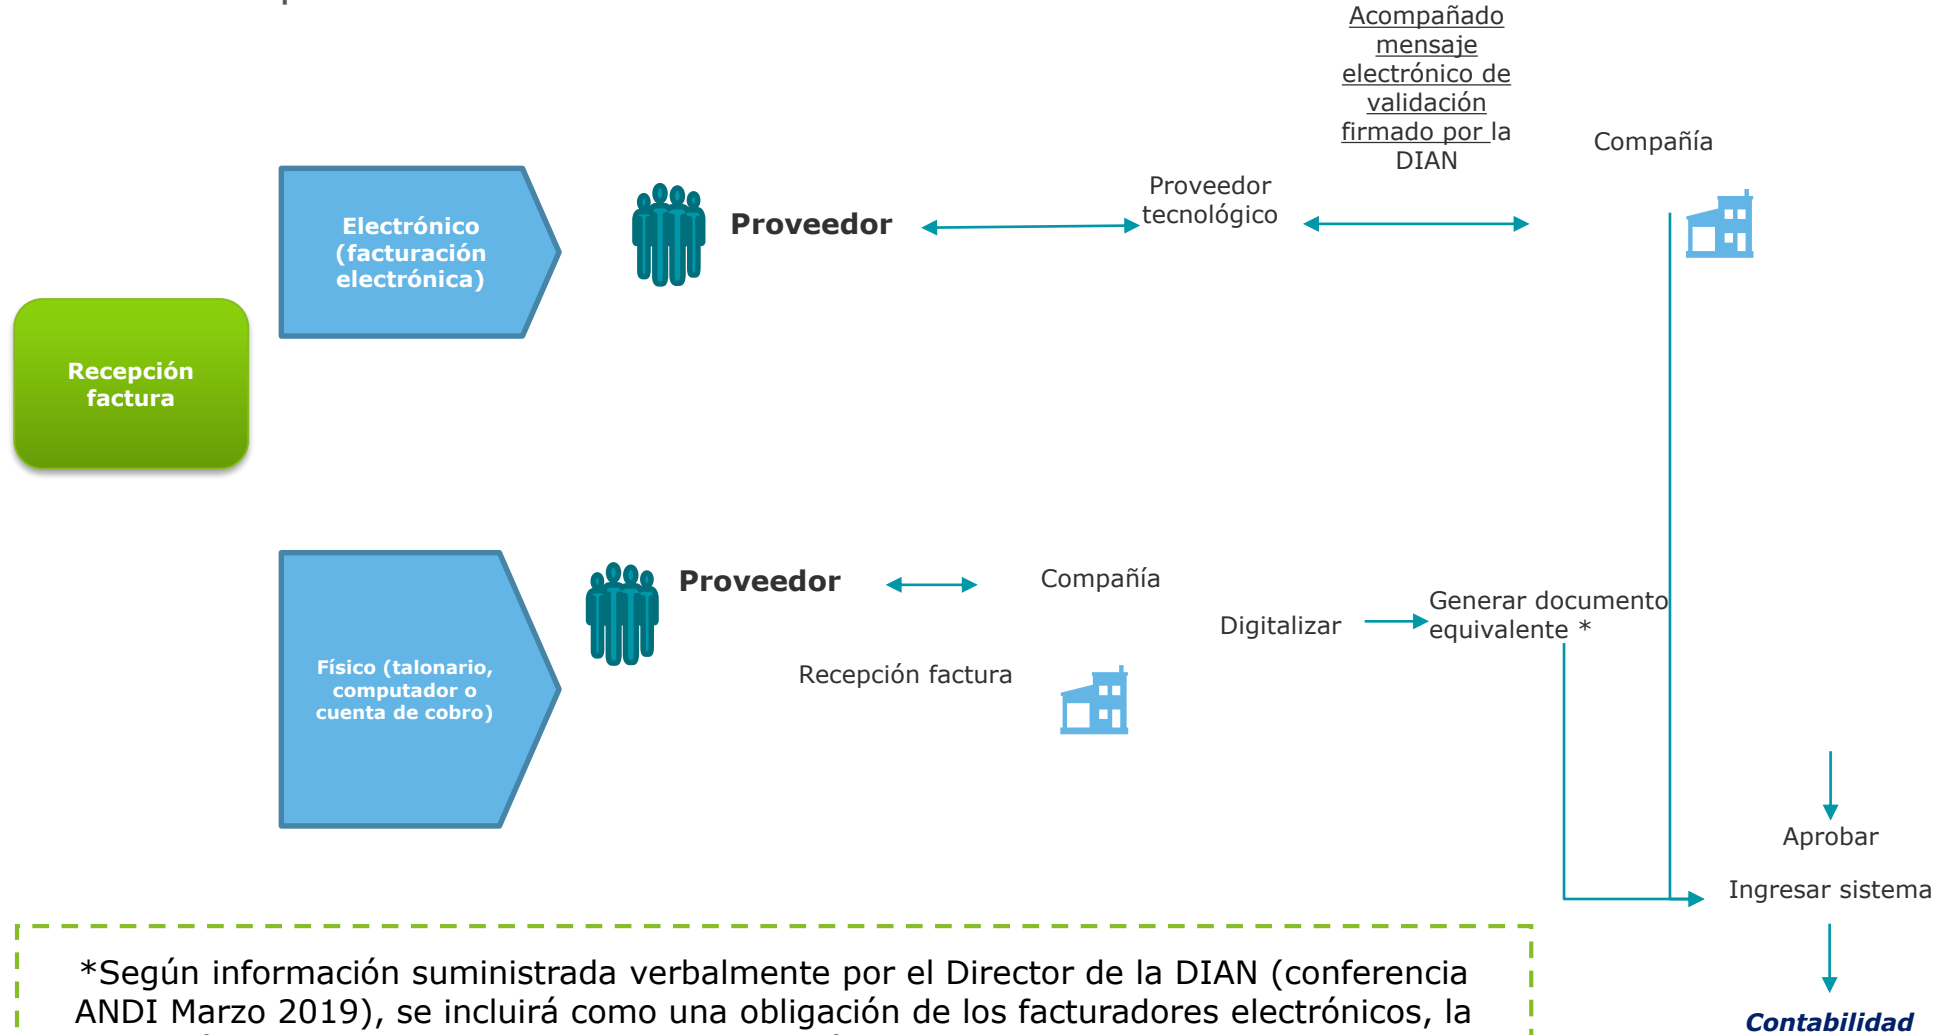 Acompañado
mensaje
electrónico de
validación
firmado por la
DIAN
Compañía
Proveedor
tecnológico
Electrónico
(facturación
electrónica)
Proveedor
Recepción
factura
Físico (talonario,
computador o
cuenta de cobro)
Proveedor
Compañía
Recepción factura
Digitalizar
Generar documento
equivalente *
Aprobar
Ingresar sistema
Contabilidad
*Según información suministrada verbalmente por el Director de la DIAN (conferencia
ANDI Marzo 2019), se incluirá como una obligación de los facturadores electrónicos, la